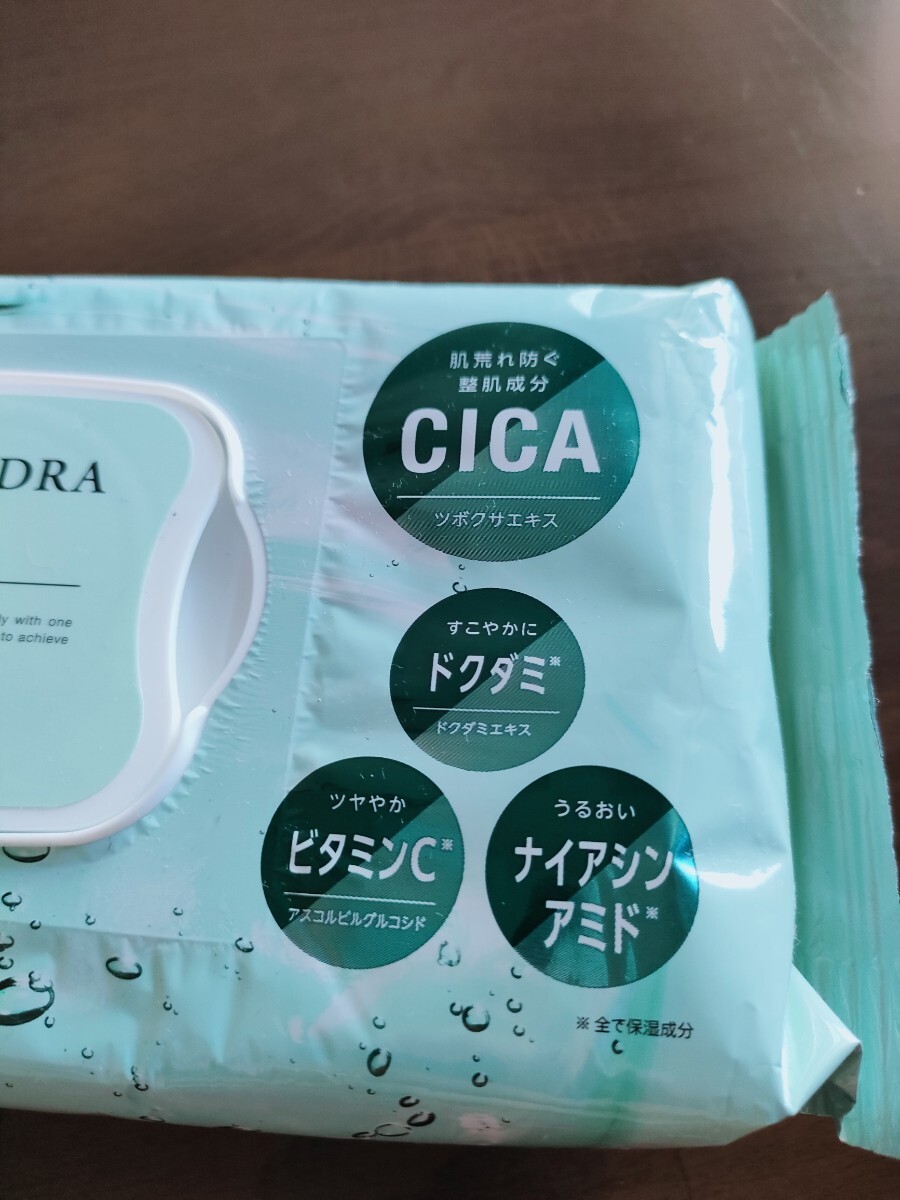 DRA
with one
to achieve
肌荒れ防ぐ
整肌成分
CICA
ツボクサエキス
すこやかに
ドクダミ※
ドクダミエキス
ツヤやか
ビタミンC※
アスコルビルグルコシド
うるおい
ナイアシン
アミド※
※全て保湿成分